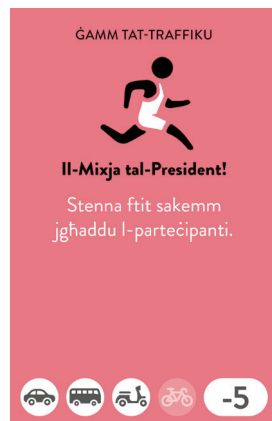 ĠAMM TAT-TRAFFIKU
Il-Mixja tal-President!
Stenna ftit sakemm
jgħaddu l-parteċipanti.
-5